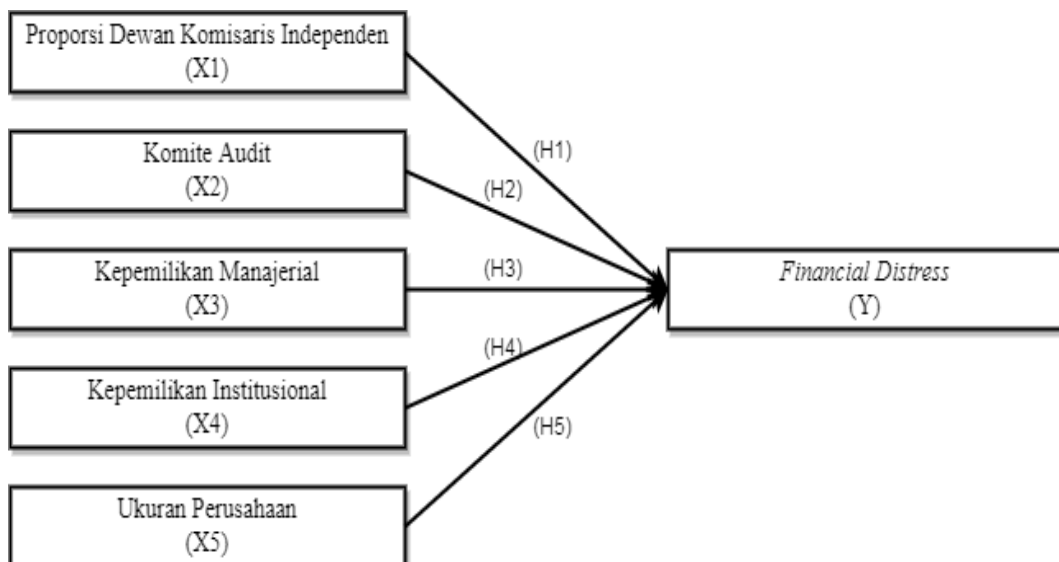 Proporsi Dewan Komisaris Independen
(X1)
Komite Audit
(X2)
Kepemilikan Manajerial
(X3)
Kepemilikan Institusional
(X4)
Ukuran Perusahaan
(X5)
(H1)
(H2)
(H3)
(H4)
(H5)
Financial Distress
(Y)